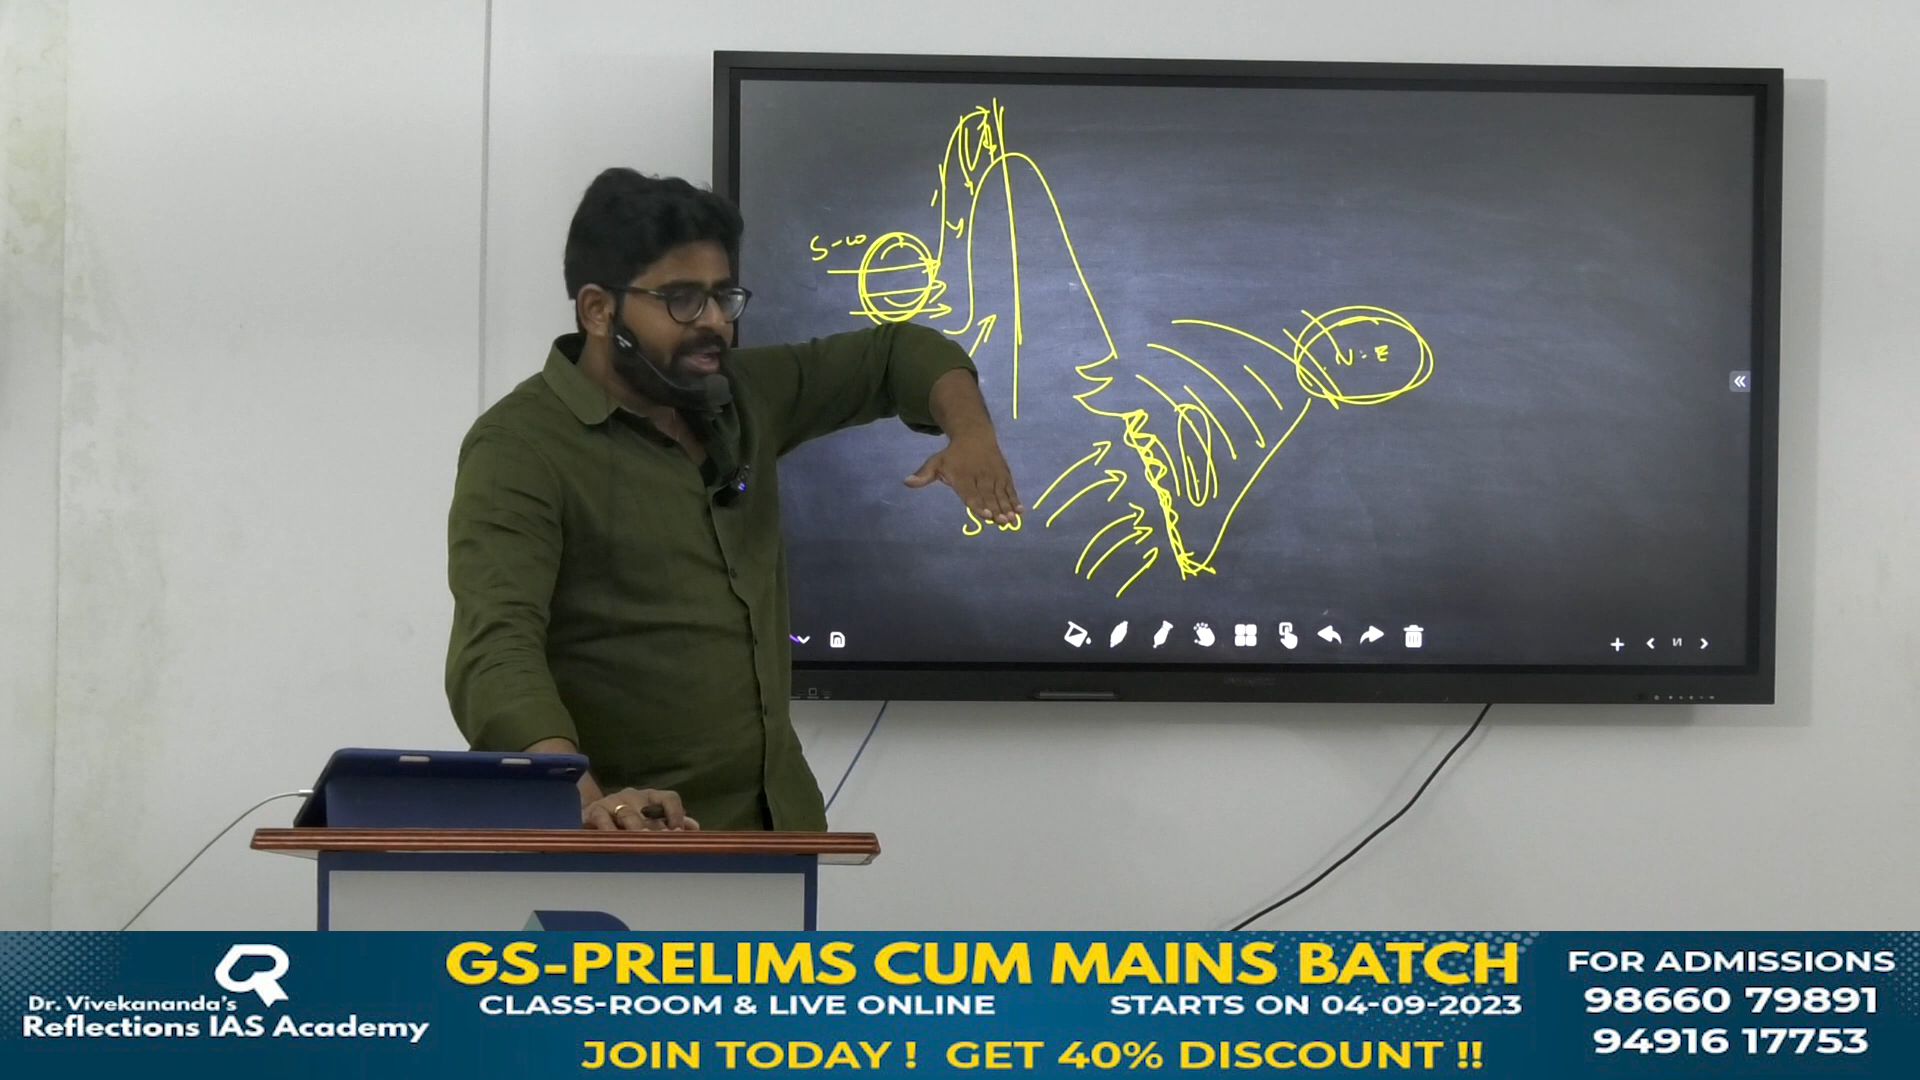 S-W
N-E
S-W
GS-PRELIMS CUM MAINS BATCH
CLASS-ROOM & LIVE ONLINE STARTS ON 04-09-2023
JOIN TODAY ! GET 40% DISCOUNT !!
Dr. Vivekananda's
Reflections IAS Academy
FOR ADMISSIONS
98660 79891
94916 17753